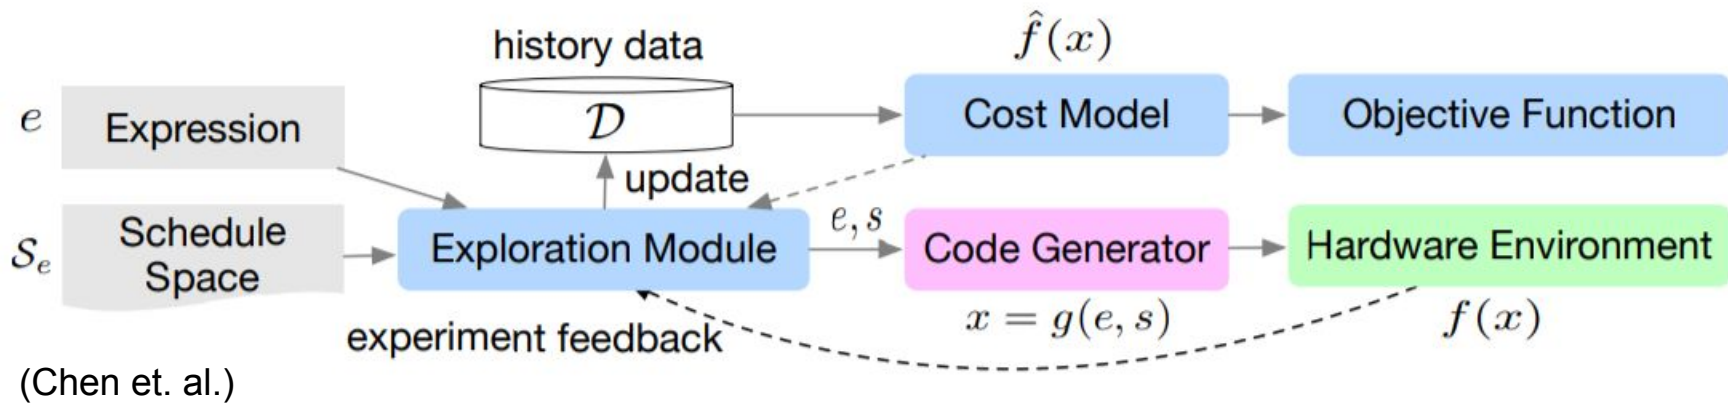 history data
f̂(x)
e
Expression
𝒟
Cost Model
Objective Function
update
𝒮ₑ
Schedule
Space
Exploration Module
e, s
Code Generator
Hardware Environment
experiment feedback
x = g(e, s)
f(x)
(Chen et. al.)